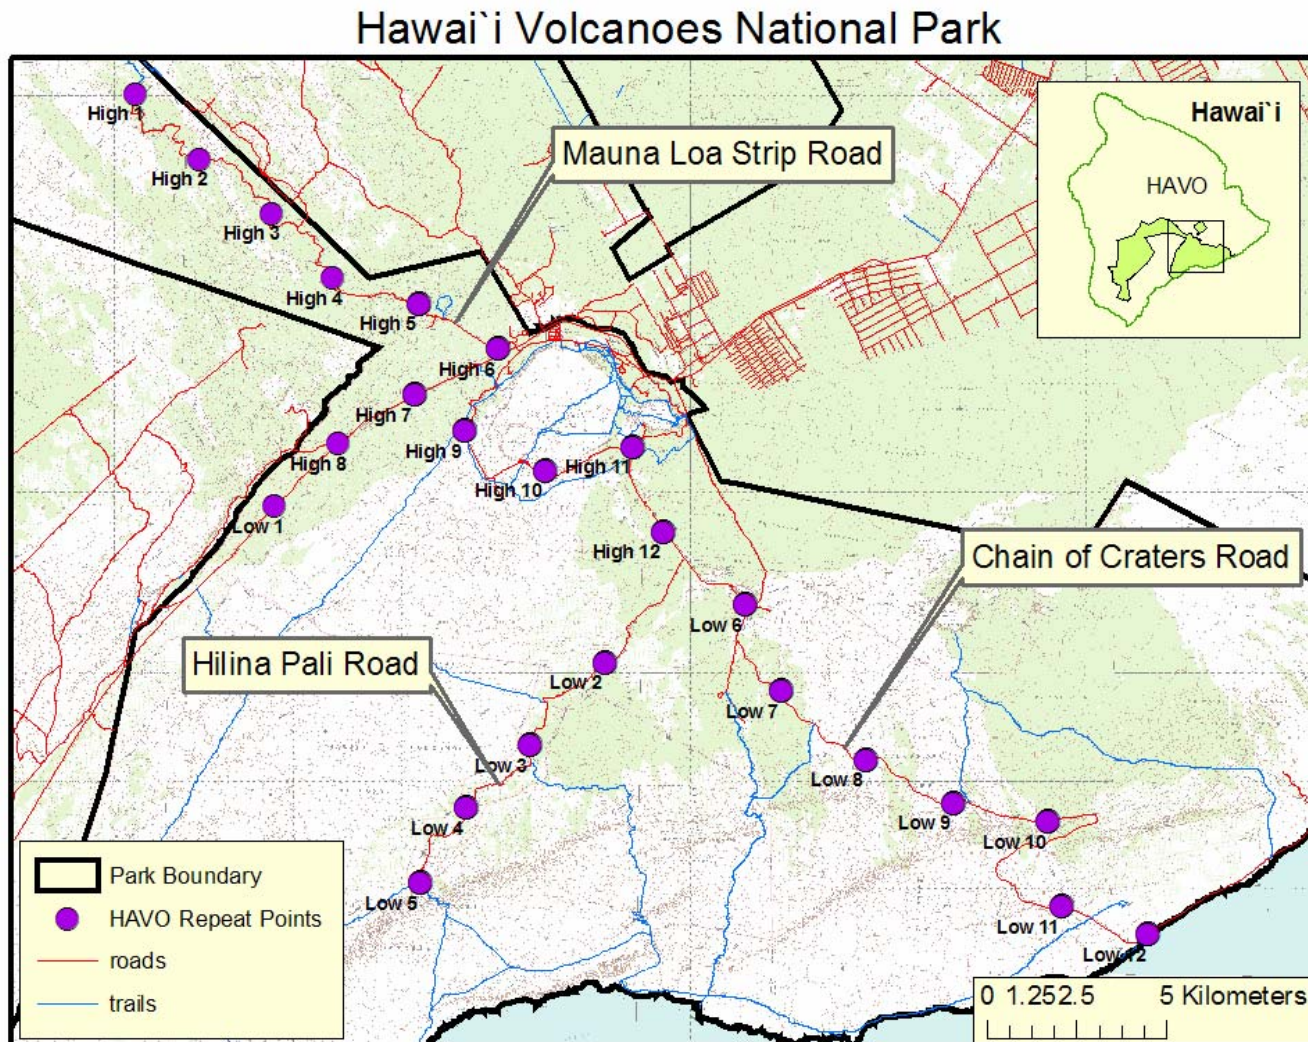 Hawai`i Volcanoes National Park
High 1
High 2
High 3
High 4
High 5
High 6
High 7
High 8
High 9
High 10
High 11
High 12
Low 1
Low 2
Low 3
Low 4
Low 5
Low 6
Low 7
Low 8
Low 9
Low 10
Low 11
Low 12
Mauna Loa Strip Road
Chain of Craters Road
Hilina Pali Road
Hawai`i
HAVO
Park Boundary
HAVO Repeat Points
roads
trails
0 1.252.5 5 Kilometers